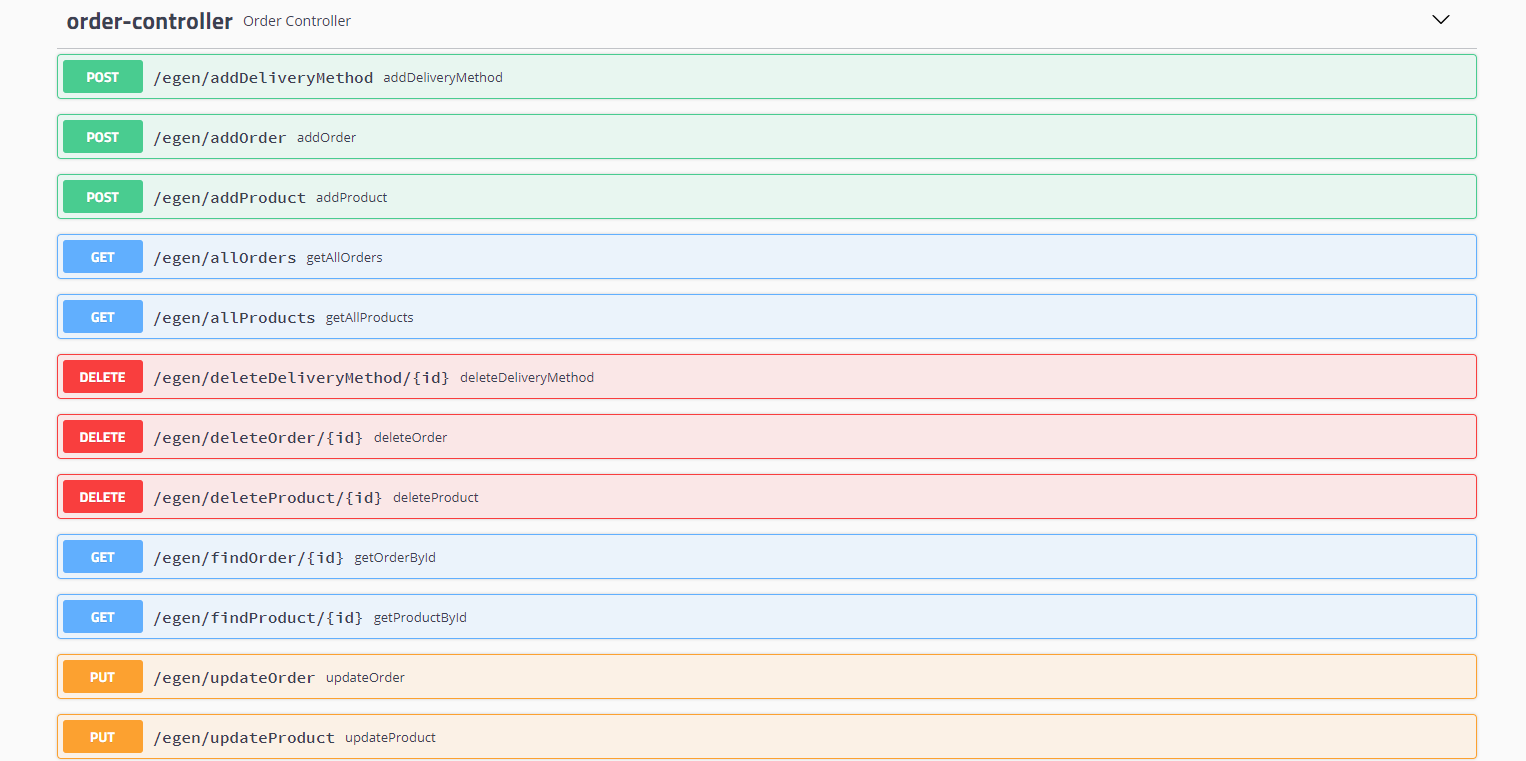 order-controller Order Controller
POST /egen/addDeliveryMethod addDeliveryMethod
POST /egen/addOrder addOrder
POST /egen/addProduct addProduct
GET /egen/allOrders getAllOrders
GET /egen/allProducts getAllProducts
DELETE /egen/deleteDeliveryMethod/{id} deleteDeliveryMethod
DELETE /egen/deleteOrder/{id} deleteOrder
DELETE /egen/deleteProduct/{id} deleteProduct
GET /egen/findOrder/{id} getOrderById
GET /egen/findProduct/{id} getProductById
PUT /egen/updateOrder updateOrder
PUT /egen/updateProduct updateProduct